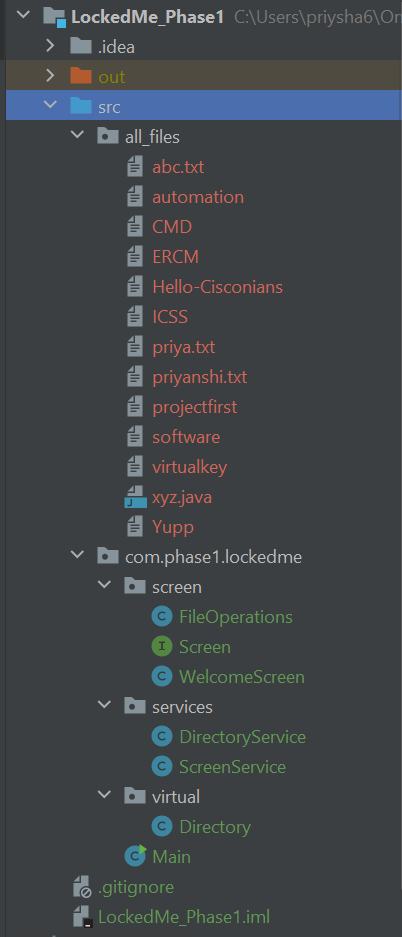 LockedMe_Phase1 C:\Users\priysha6\On
.idea
out
src
all_files
abc.txt
automation
CMD
ERCM
Hello-Cisconians
ICSS
priya.txt
priyanshi.txt
projectfirst
software
virtualkey
xyz.java
Yupp
com.phase1.lockedme
screen
FileOperations
Screen
WelcomeScreen
services
DirectoryService
ScreenService
virtual
Directory
Main
.gitignore
LockedMe_Phase1.iml